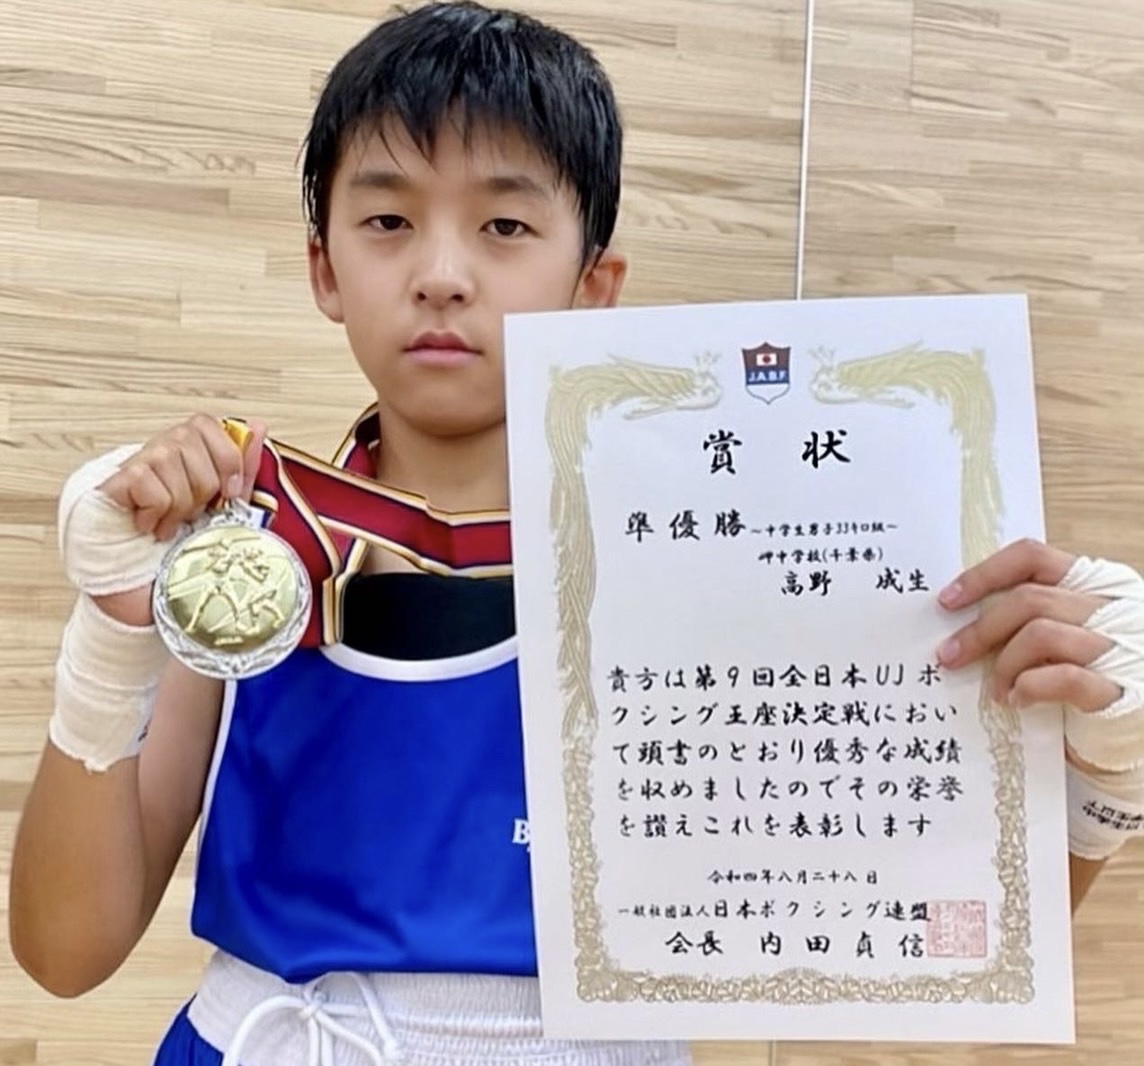 J.A.B.F.
賞状
準優勝~中学生男子33キロ級~
岬中学校(千葉県)
高野 成生
貴方は第9回全日本UJボ
クシング王座決定戦におい
て頭書のとおり優秀な成績
を収めましたのでその栄誉
を讃えこれを表彰します
令和四年八月二十八日
一般社団法人日本ボクシング連盟
会長 内田貞信